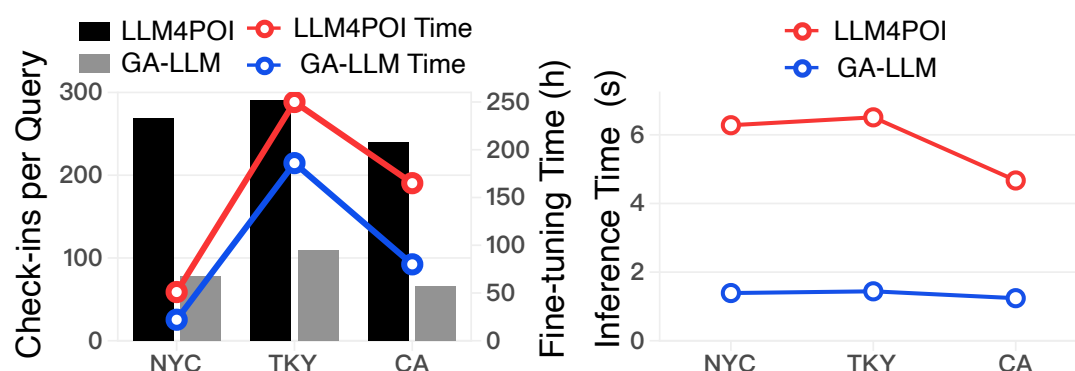 LLM4POI
LLM4POI Time
GA-LLM
GA-LLM Time
Check-ins per Query
300
200
100
0
NYC
TKY
CA
250
200
150
100
50
0
Fine-tuning Time (h)
LLM4POI
GA-LLM
Inference Time (s)
6
4
2
0
NYC
TKY
CA